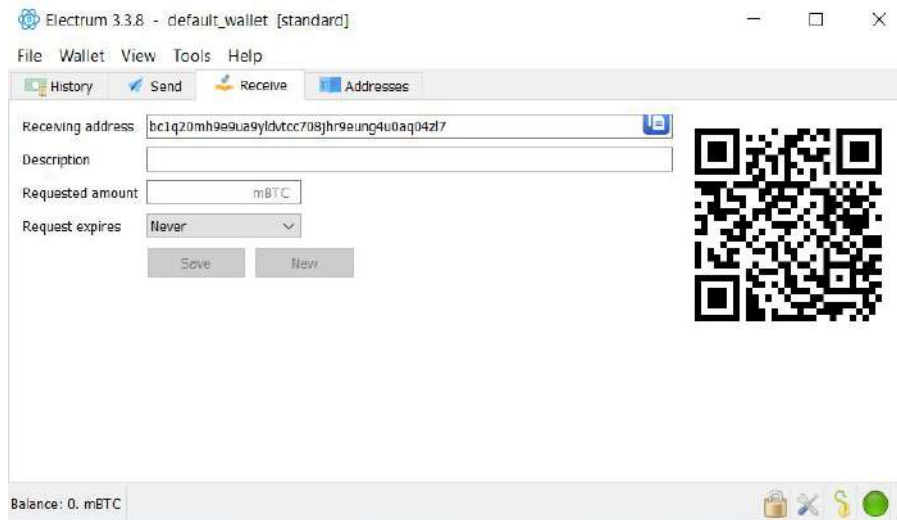 Electrum 3.3.8 - default_wallet [standard]
File Wallet View Tools Help
History Send Receive Addresses
Receiving address bc1q20mh9e9ua9yldvtcc708jhr9eung4u0aq04zl7
Description
Requested amount mBTC
Request expires Never
Save New
Balance: 0. mBTC